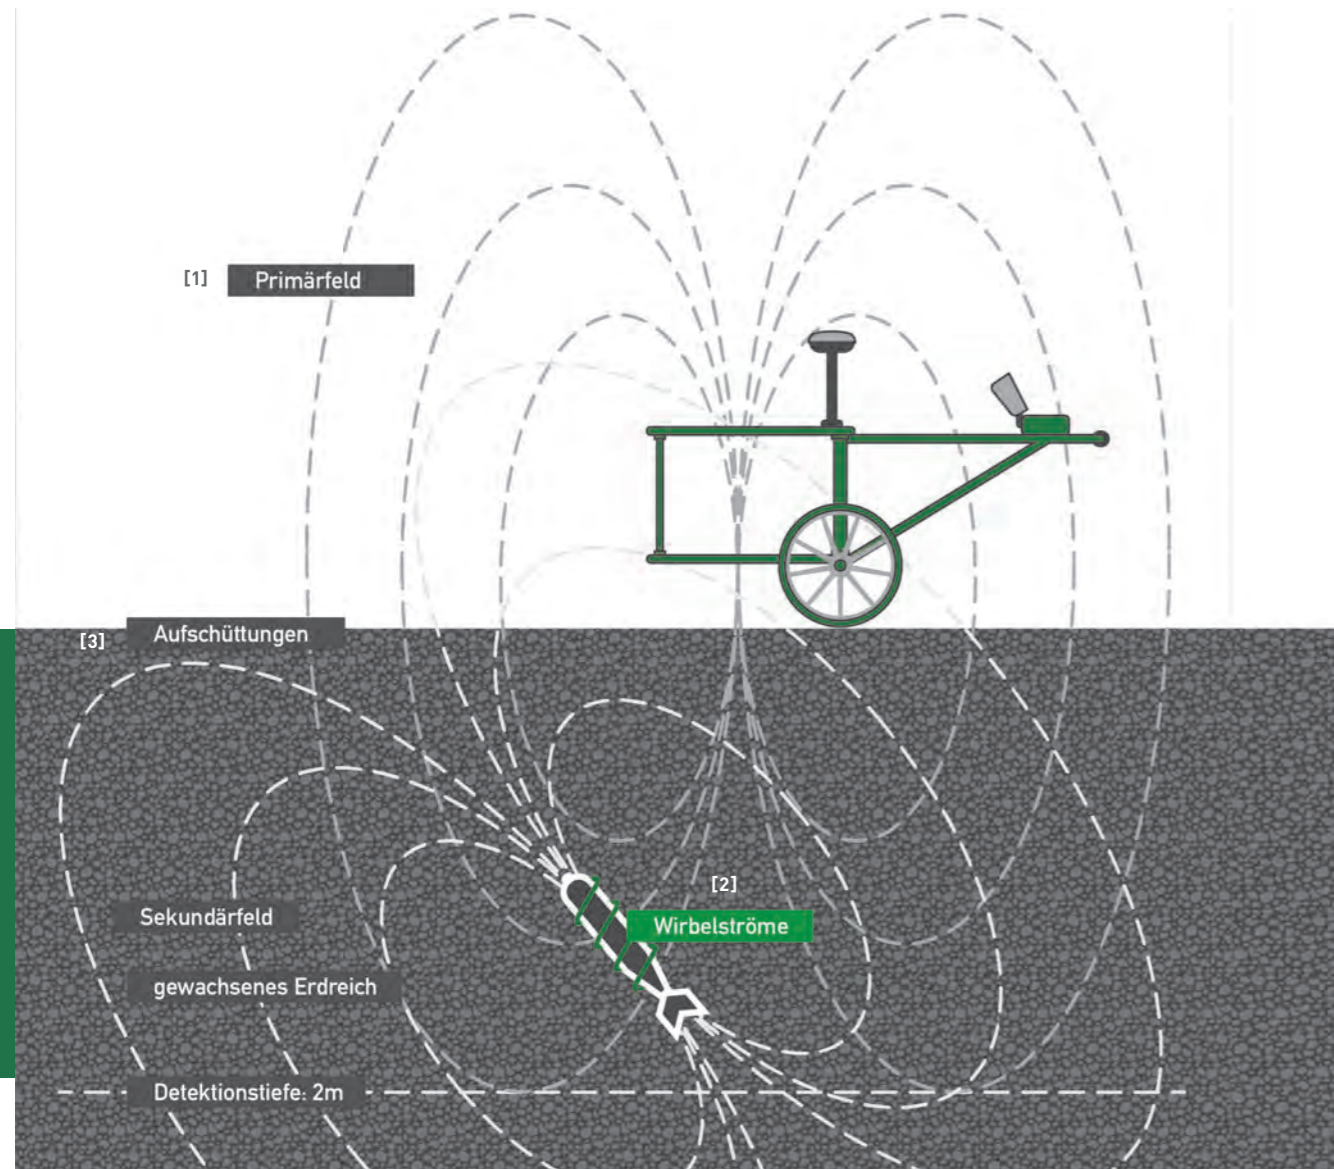 [1] Primärfeld
[3] Aufschüttungen
[2]
Sekundärfeld
Wirbelströme
gewachsenes Erdreich
Detektionstiefe: 2m